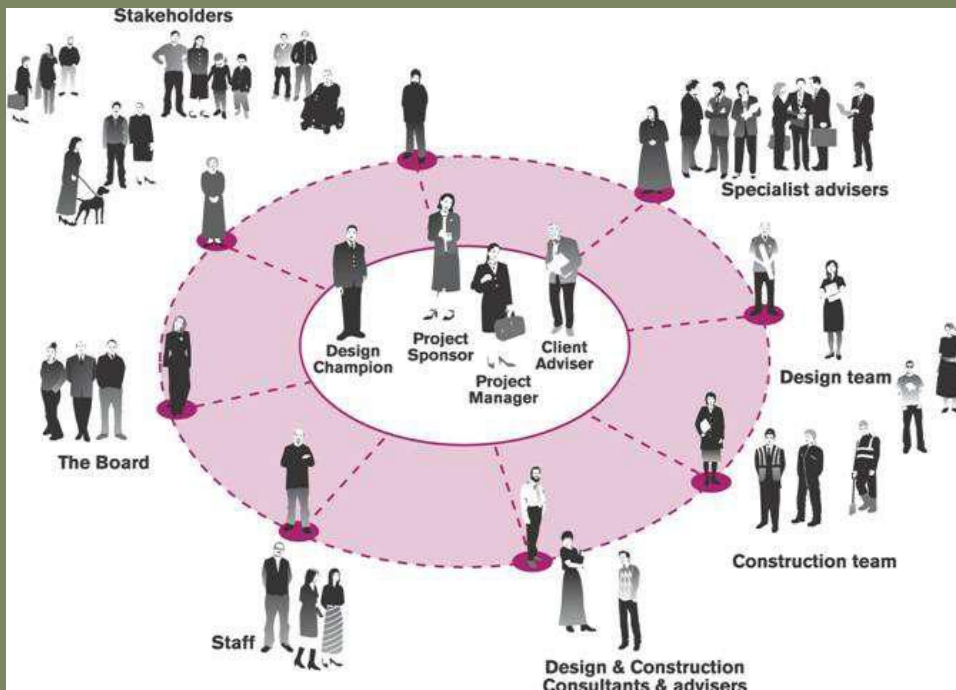 Stakeholders
Specialist advisers
Design
Champion
Project
Sponsor
Project
Manager
Client
Adviser
Design team
The Board
Construction team
Staff
Design & Construction
Consultants & advisers